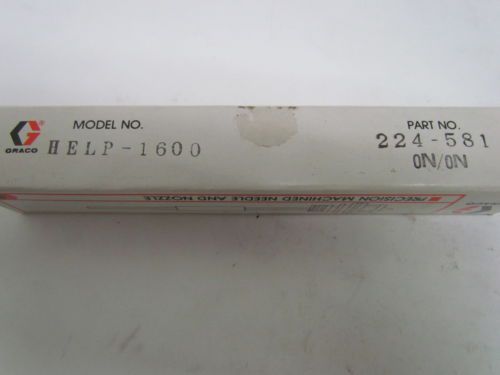 GRACO
MODEL NO.
HELP-1600
PART NO.
224-581
ON/ON
PRECISION MACHINED NEEDLE AND NOZZLE